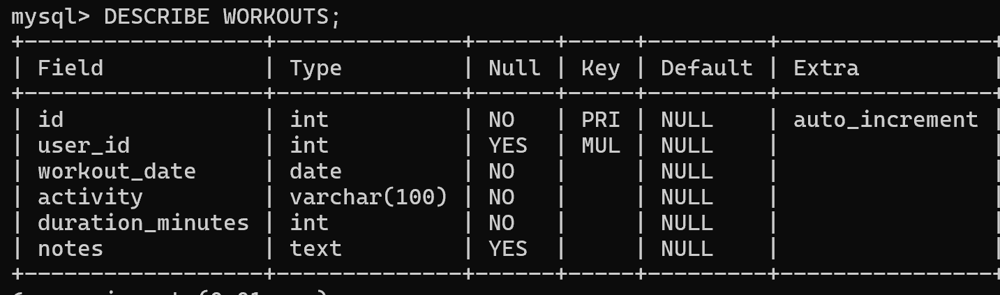 mysql> DESCRIBE WORKOUTS;
+------------------+--------------+------+-----+---------+----------------+
| Field            | Type         | Null | Key | Default | Extra          |
+------------------+--------------+------+-----+---------+----------------+
| id               | int          | NO   | PRI | NULL    | auto_increment |
| user_id          | int          | YES  | MUL | NULL    |                |
| workout_date     | date         | NO   |     | NULL    |                |
| activity         | varchar(100) | NO   |     | NULL    |                |
| duration_minutes | int          | NO   |     | NULL    |                |
| notes            | text         | YES  |     | NULL    |                |
+------------------+--------------+------+-----+---------+----------------+